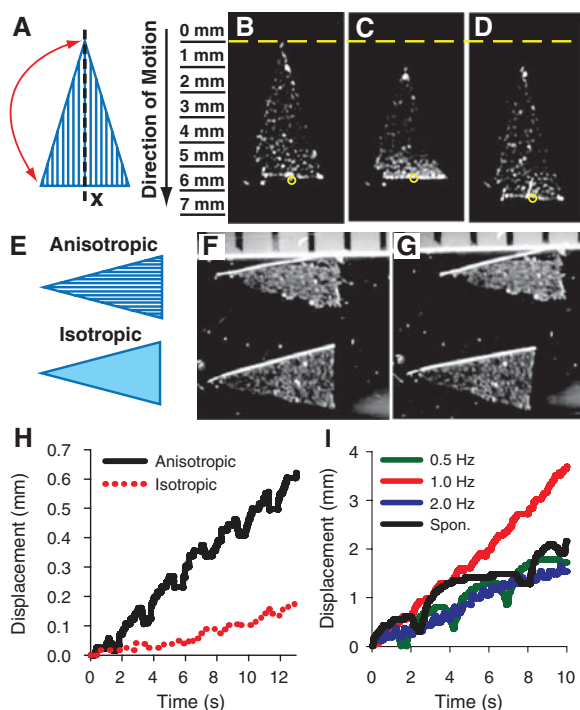 A
X
Direction of Motion
0 mm
1 mm
2 mm
3 mm
4 mm
5 mm
6 mm
7 mm
B
C
D
E
Anisotropic
Isotropic
F
G
H
Displacement (mm)
0.7
0.6
0.5
0.4
0.3
0.2
0.1
0.0
Anisotropic
Isotropic
0 2 4 6 8 10 12
Time (s)
I
Displacement (mm)
4
3
2
1
0
0.5 Hz
1.0 Hz
2.0 Hz
Spon.
0 2 4 6 8 10
Time (s)